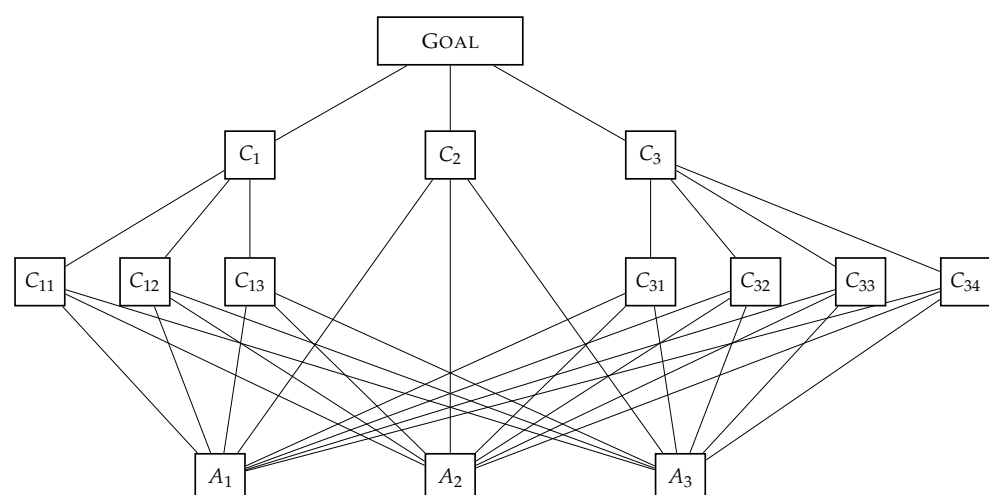 GOAL
C₁ C₂ C₃
C₁₁ C₁₂ C₁₃ C₃₁ C₃₂ C₃₃ C₃₄
A₁ A₂ A₃